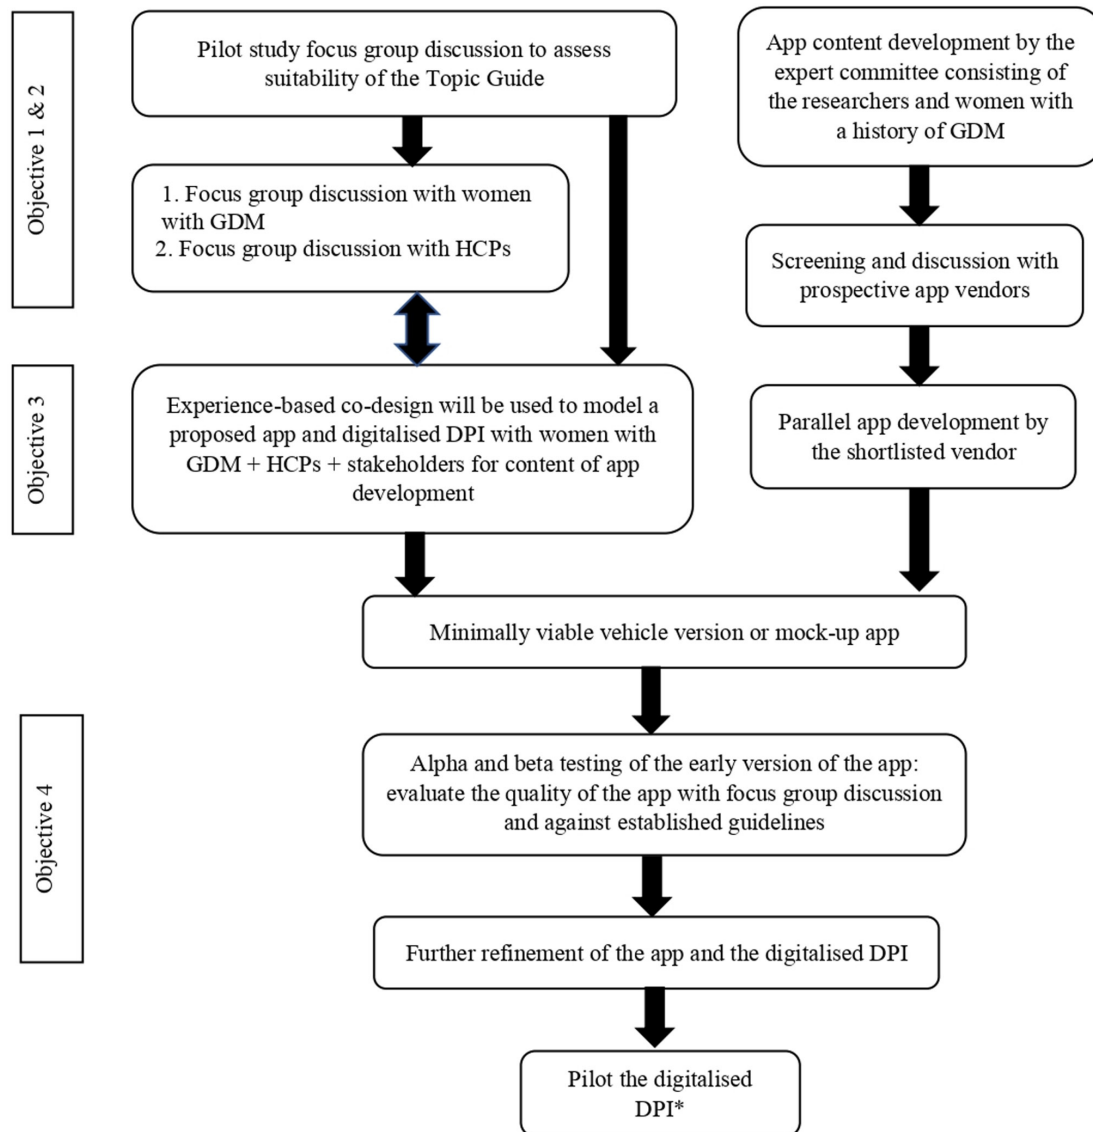 Objective 1 & 2
Pilot study focus group discussion to assess
suitability of the Topic Guide
App content development by the
expert committee consisting of
the researchers and women with
a history of GDM
1. Focus group discussion with women
with GDM
2. Focus group discussion with HCPs
Screening and discussion with
prospective app vendors
Objective 3
Experience-based co-design will be used to model a
proposed app and digitalised DPI with women with
GDM + HCPs + stakeholders for content of app
development
Parallel app development by
the shortlisted vendor
Minimally viable vehicle version or mock-up app
Objective 4
Alpha and beta testing of the early version of the app:
evaluate the quality of the app with focus group discussion
and against established guidelines
Further refinement of the app and the digitalised DPI
Pilot the digitalised
DPI*